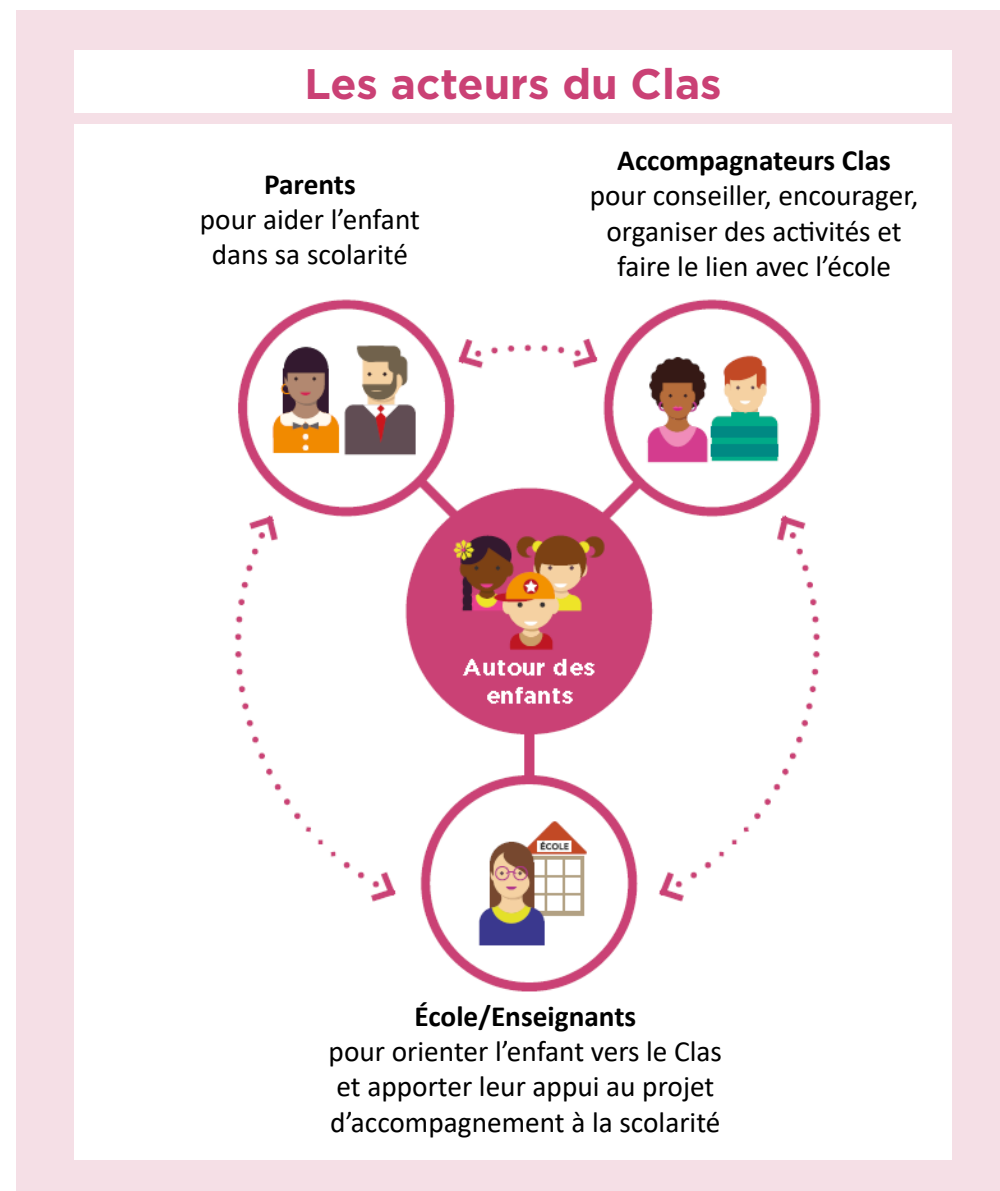 Les acteurs du Clas
Parents
pour aider l’enfant
dans sa scolarité
Accompagnateurs Clas
pour conseiller, encourager,
organiser des activités et
faire le lien avec l’école
Autour des
enfants
ÉCOLE
École/Enseignants
pour orienter l’enfant vers le Clas
et apporter leur appui au projet
d’accompagnement à la scolarité